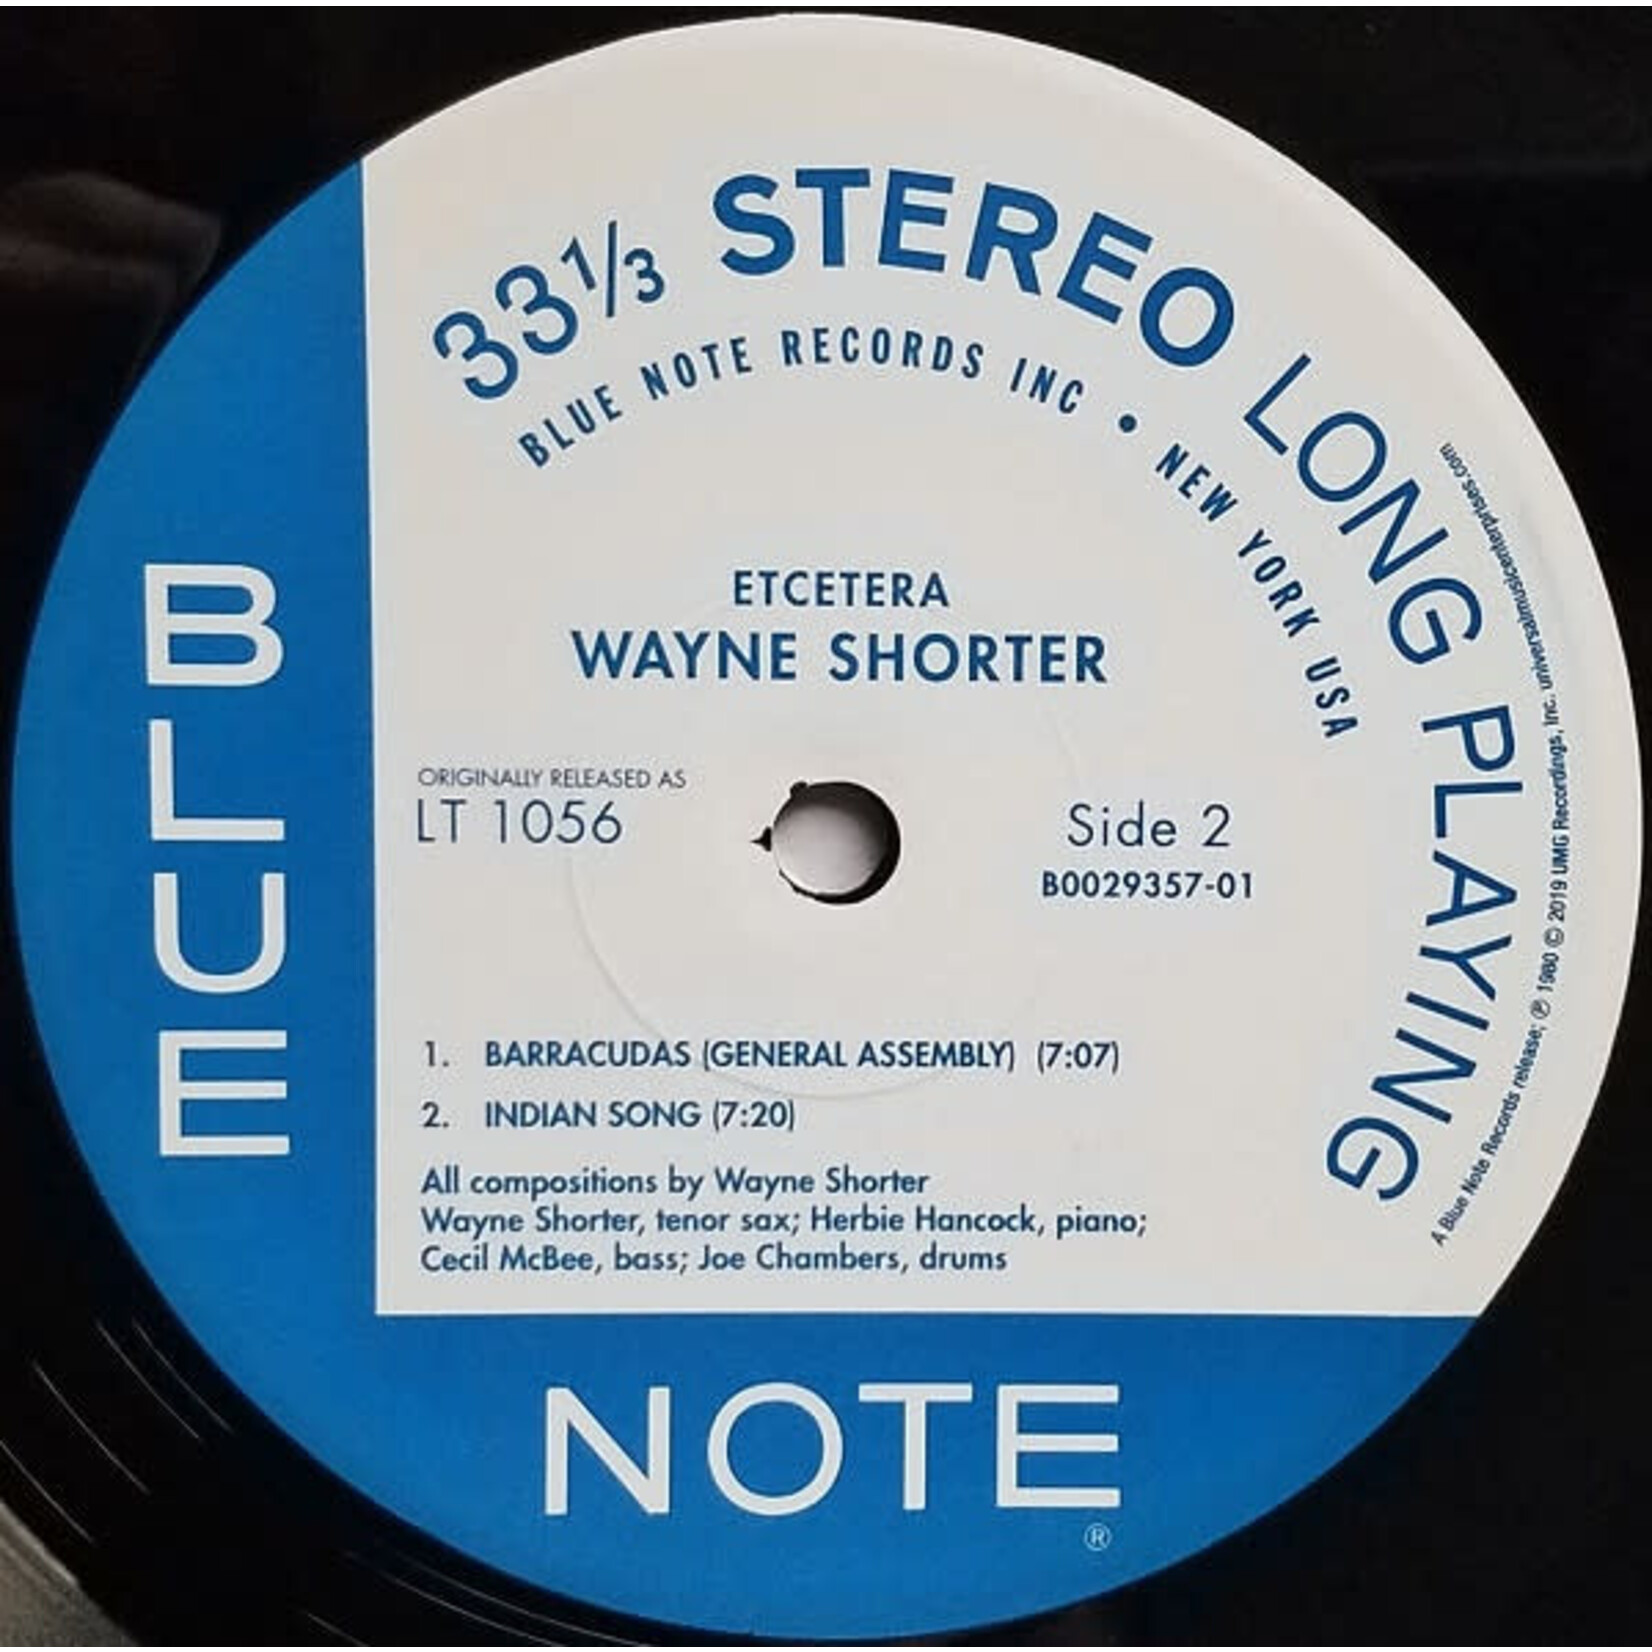 33⅓ STEREO LONG PLAYING
BLUE NOTE RECORDS INC • NEW YORK USA
ETCETERA
WAYNE SHORTER
ORIGINALLY RELEASED AS
LT 1056
Side 2
B0029357-01
1. BARRACUDAS (GENERAL ASSEMBLY) (7:07)
2. INDIAN SONG (7:20)
All compositions by Wayne Shorter
Wayne Shorter, tenor sax; Herbie Hancock, piano;
Cecil McBee, bass; Joe Chambers, drums
A Blue Note Records release; ℗ 1980 © 2019 UMG Recordings, Inc. universalmusicenterprises.com
BLUE
NOTE
®